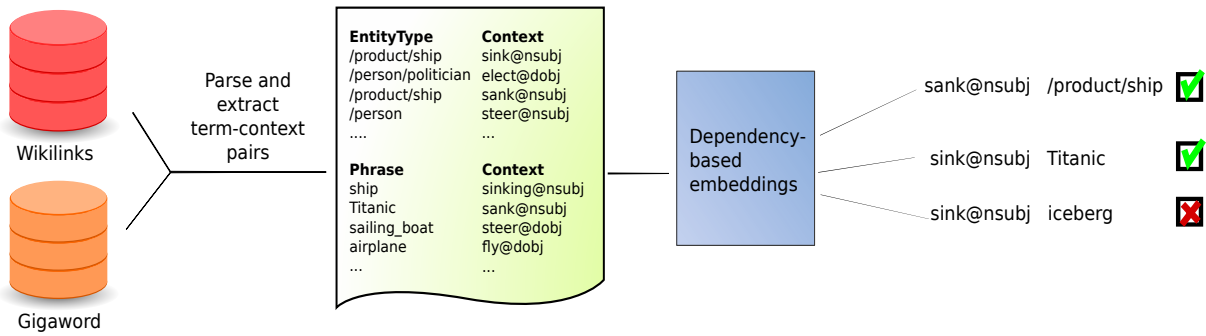 Wikilinks
Gigaword
Parse and
extract
term-context
pairs
EntityType Context
/product/ship sink@nsubj
/person/politician elect@dobj
/product/ship sank@nsubj
/person steer@nsubj
.... ...
Phrase Context
ship sinking@nsubj
Titanic sank@nsubj
sailing_boat steer@dobj
airplane fly@dobj
... ...
Dependency-
based
embeddings
sank@nsubj /product/ship
sink@nsubj Titanic
sink@nsubj iceberg